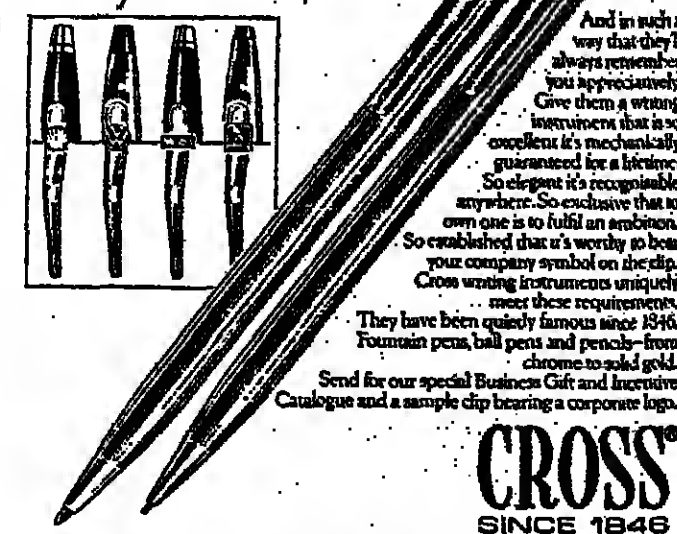 And in such a
way that they'll
always remember
you appreciatively
Give them a writing
instrument that is so
excellent it's mechanically
guaranteed for a lifetime
So elegant it's recognisable
anywhere. So exclusive that to
own one is to fulfil an ambition.
So established that it's worthy to bear
your company symbol on the clip.
Cross writing instruments uniquely
meet these requirements.
They have been quietly famous since 1846.
Fountain pens, ball pens and pencils-from
chrome to solid gold.
Send for our special Business Gift and Incentive
Catalogue and a sample clip bearing a corporate logo.
CROSS®
SINCE 1846